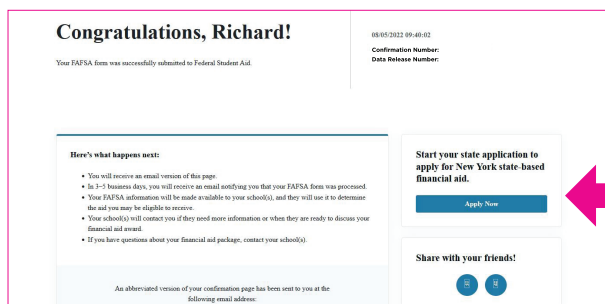 Congratulations, Richard!
Your FAFSA form was successfully submitted to Federal Student Aid.
08/05/2022 09:40:02
Confirmation Number:
Data Release Number:
Here's what happens next:
• You will receive an email version of this page.
• In 3–5 business days, you will receive an email notifying you that your FAFSA form was processed.
• Your FAFSA information will be made available to your school(s), and they will use it to determine
the aid you may be eligible to receive.
• Your school(s) will contact you if they need more information or when they are ready to discuss your
financial aid award.
• If you have questions about your financial aid package, contact your school(s).
An abbreviated version of your confirmation page has been sent to you at the
following email address:
Start your state application to
apply for New York state-based
financial aid.
Apply Now
Share with your friends!